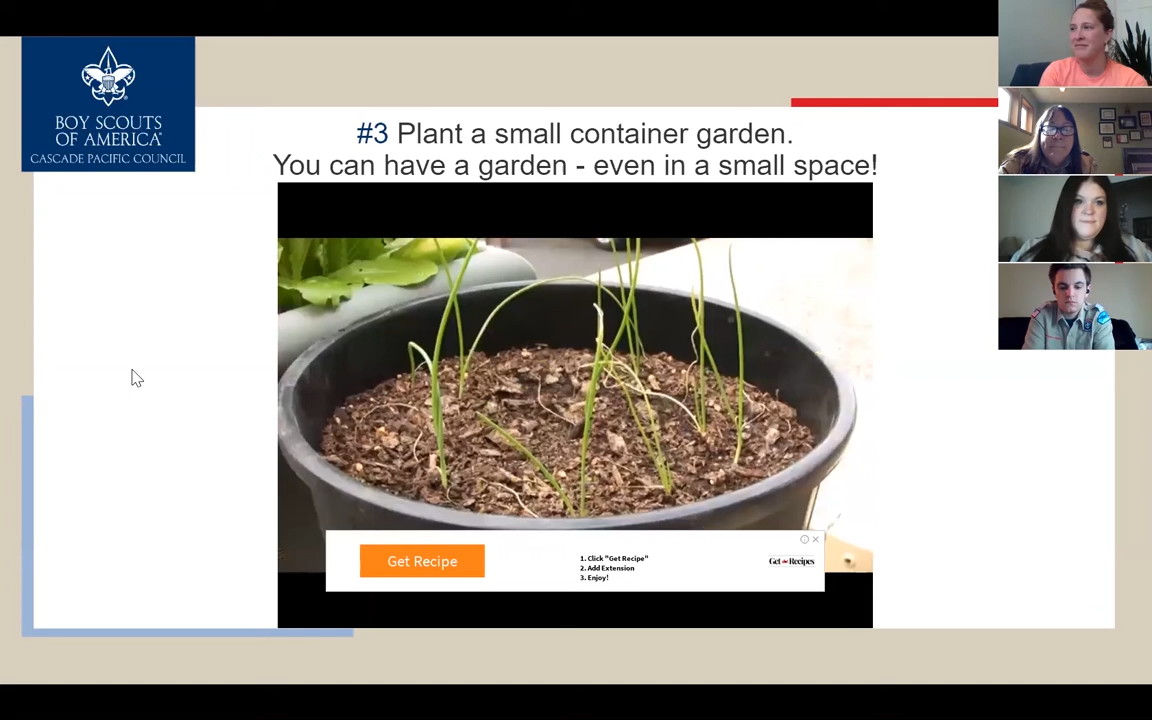 BOY SCOUTS
OF AMERICA®
CASCADE PACIFIC COUNCIL
#3 Plant a small container garden.
You can have a garden - even in a small space!
Get Recipe
1. Click "Get Recipe"
2. Add Extension
3. Enjoy!
Get Recipes